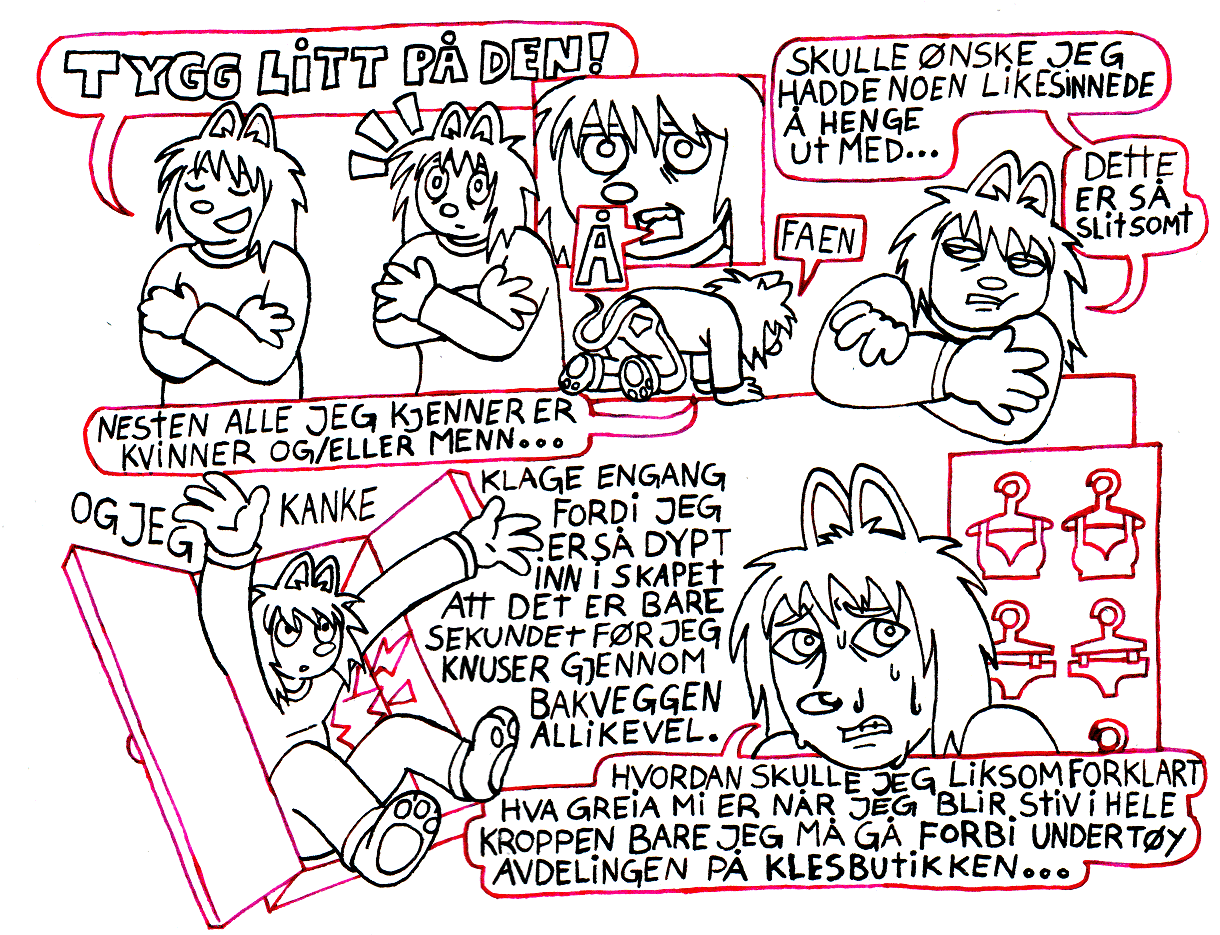 TYGG LITT PÅ DEN!
Å
FAEN
SKULLE ØNSKE JEG
HADDE NOEN LIKESINNEDE
Å HENGE
UT MED...
DETTE
ER SÅ
SLITSOMT
NESTEN ALLE JEG KJENNER ER
KVINNER OG/ELLER MENN...
OG JEG KANKE
KLAGE ENGANG
FORDI JEG
ER SÅ DYPT
INN I SKAPET
ATT DET ER BARE
SEKUNDET FØR JEG
KNUSER GJENNOM
BAKVEGGEN
ALLIKEVEL.
HVORDAN SKULLE JEG LIKSOM FORKLART
HVA GREIA MI ER NÅR JEG BLIR STIV I HELE
KROPPEN BARE JEG MÅ GÅ FORBI UNDERTØY
AVDELINGEN PÅ KLESBUTIKKEN...